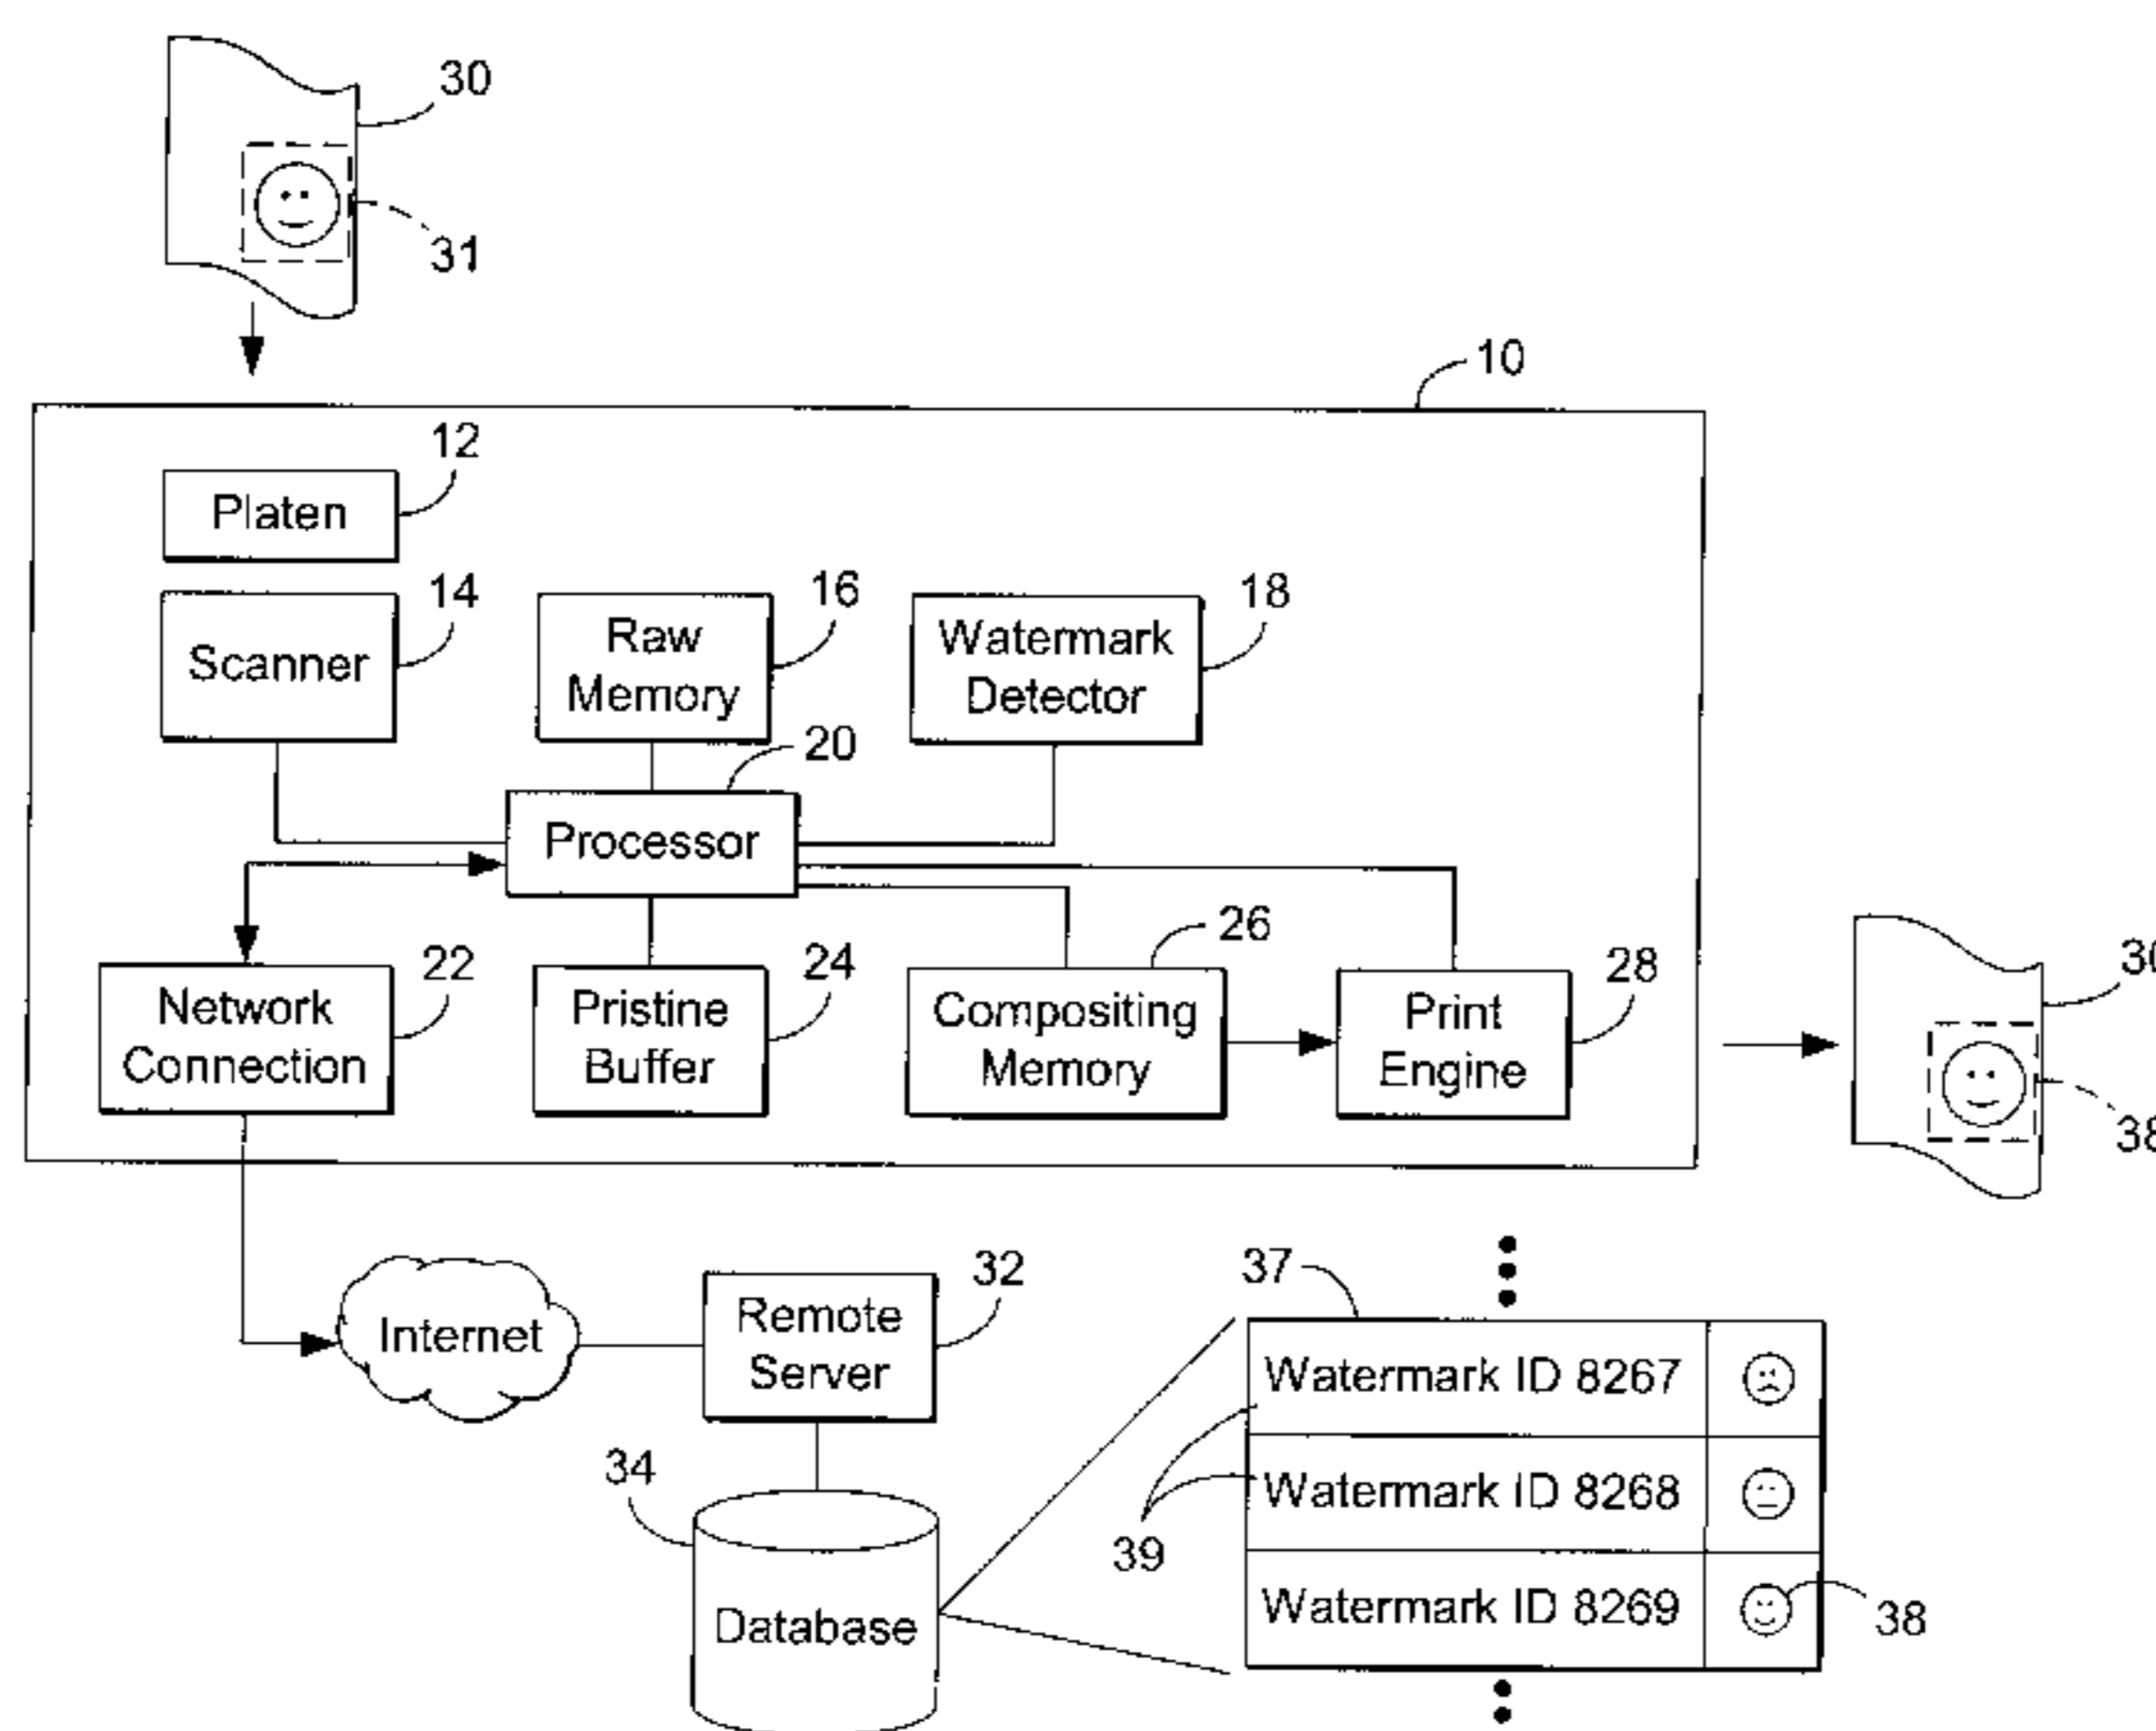 30
31
10
12
Platen
14
Scanner
16
Raw
Memory
18
Watermark
Detector
20
Processor
22
Network
Connection
24
Pristine
Buffer
26
Compositing
Memory
28
Print
Engine
30
38
Internet
32
Remote
Server
34
Database
37
Watermark ID 8267
Watermark ID 8268
39
Watermark ID 8269
38